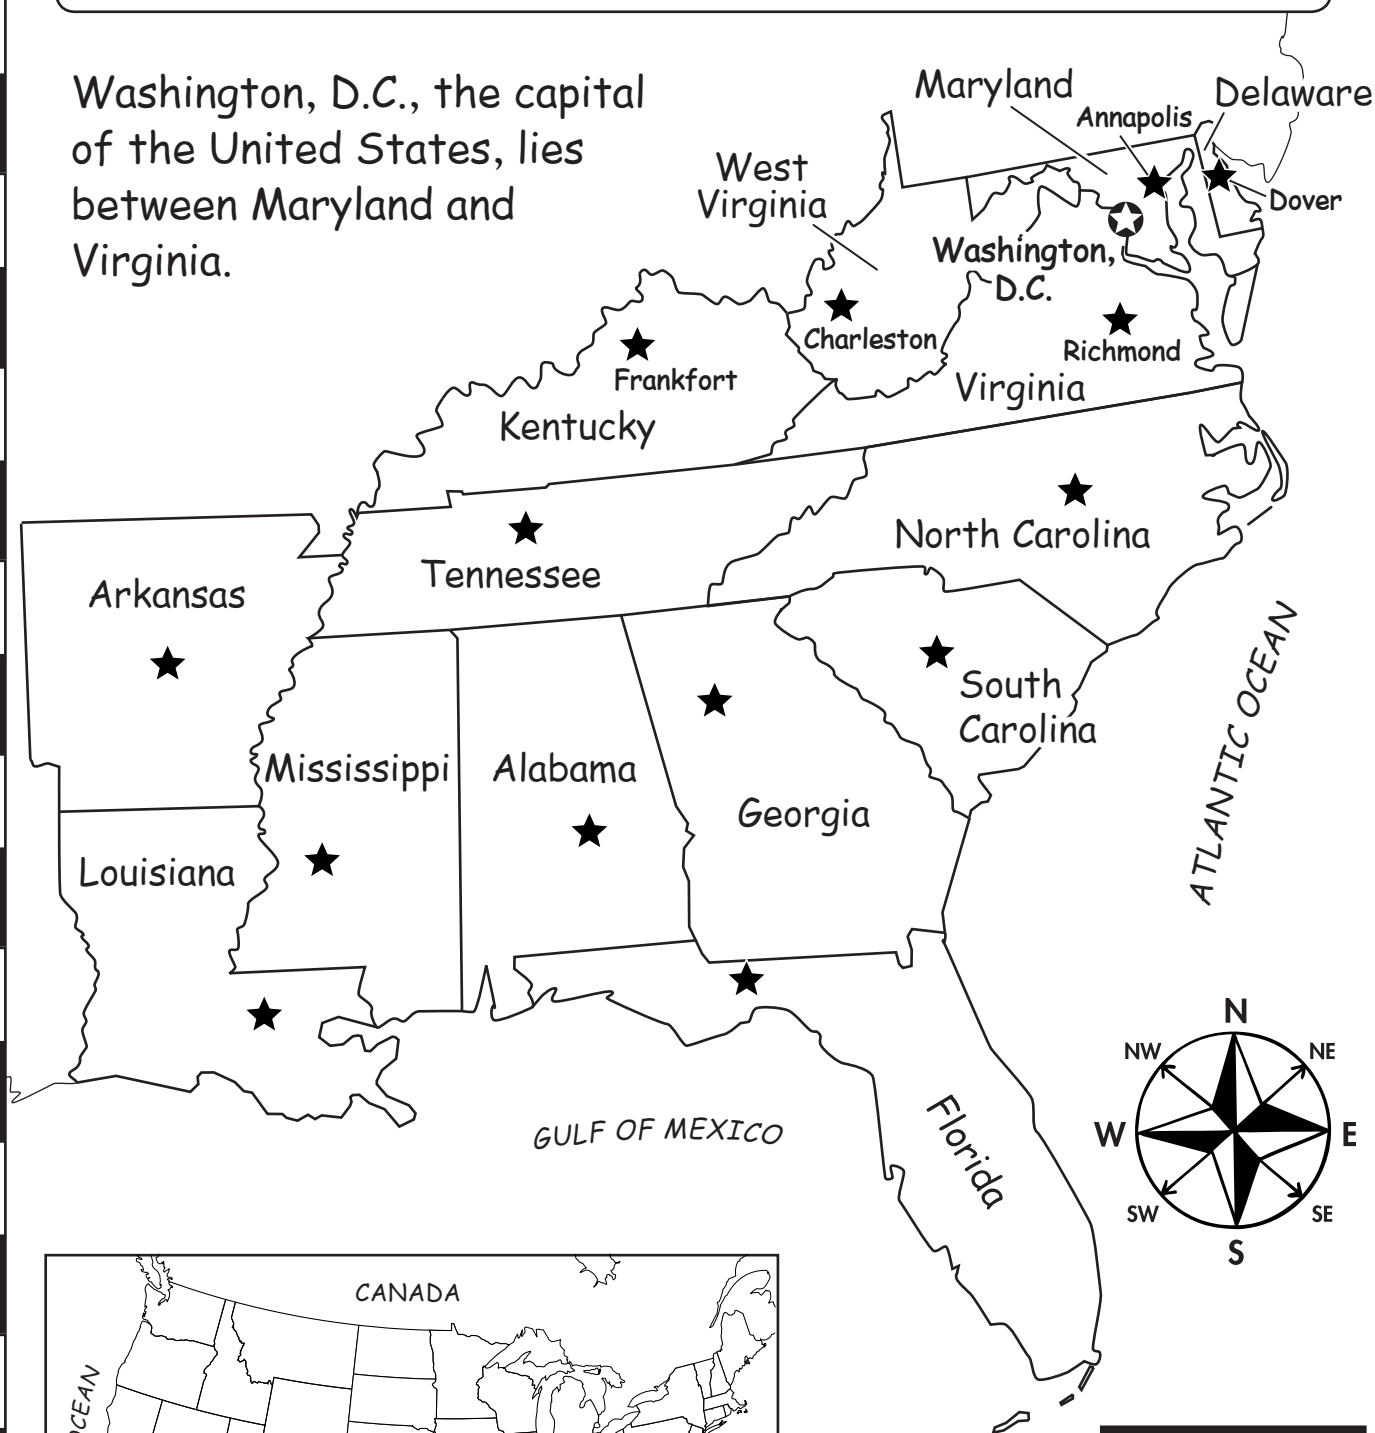 Washington, D.C., the capital
of the United States, lies
between Maryland and
Virginia.
Maryland
Delaware
Annapolis
West
Virginia
Dover
Washington,
D.C.
Charleston
Richmond
Frankfort
Virginia
Kentucky
North Carolina
Tennessee
Arkansas
South
Carolina
Mississippi
Alabama
Georgia
Louisiana
ATLANTIC OCEAN
GULF OF MEXICO
Florida
N
NW
NE
W
E
SW
SE
S
CANADA
OCEAN